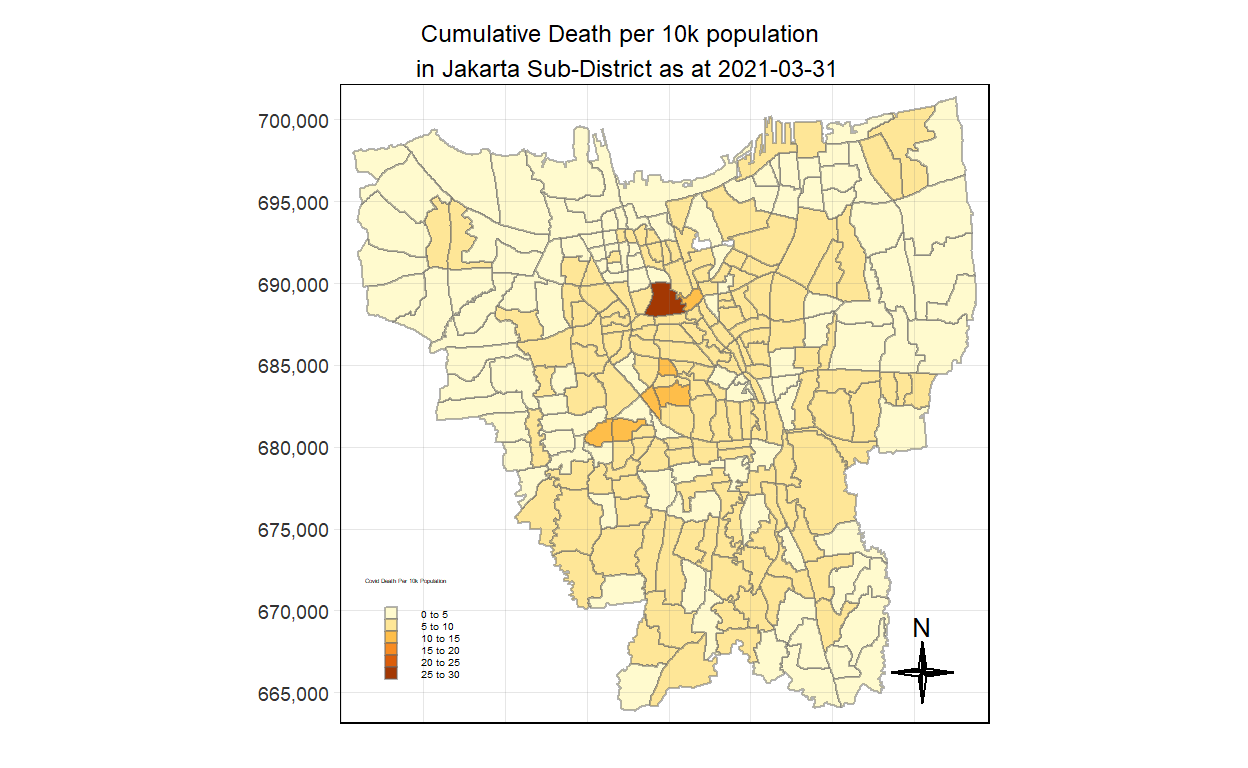 Cumulative Death per 10k population
in Jakarta Sub-District as at 2021-03-31
700,000
695,000
690,000
685,000
680,000
675,000
670,000
665,000
Covid Death Per 10k Population
0 to 5
5 to 10
10 to 15
15 to 20
20 to 25
25 to 30
N